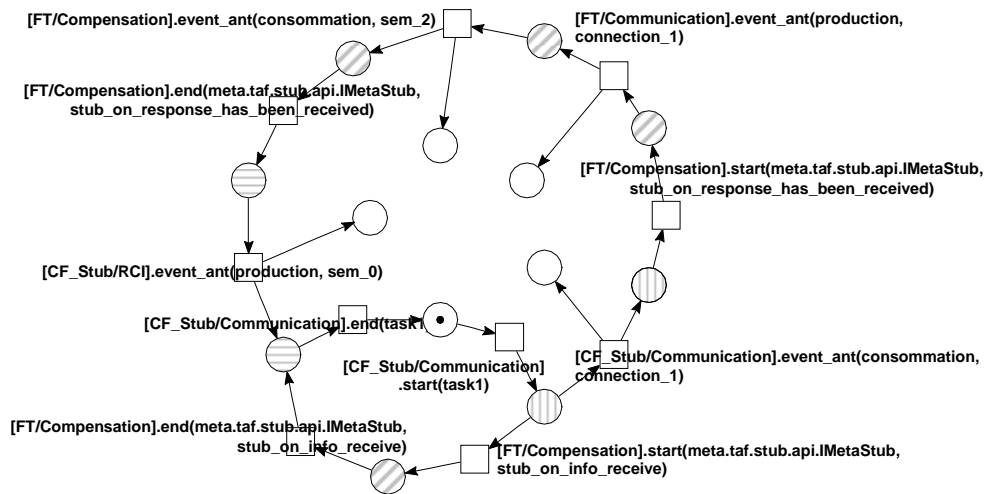 [FT/Compensation].event_ant(consommation, sem_2)
[FT/Communication].event_ant(production,
connection_1)
[FT/Compensation].end(meta.taf.stub.api.IMetaStub,
stub_on_response_has_been_received)
[FT/Compensation].start(meta.taf.stub.api.IMetaStub,
stub_on_response_has_been_received)
[CF_Stub/RCI].event_ant(production, sem_0)
[CF_Stub/Communication].end(task1)
[CF_Stub/Communication]
.start(task1)
[CF_Stub/Communication].event_ant(consommation,
connection_1)
[FT/Compensation].end(meta.taf.stub.api.IMetaStub,
stub_on_info_receive)
[FT/Compensation].start(meta.taf.stub.api.IMetaStub,
stub_on_info_receive)